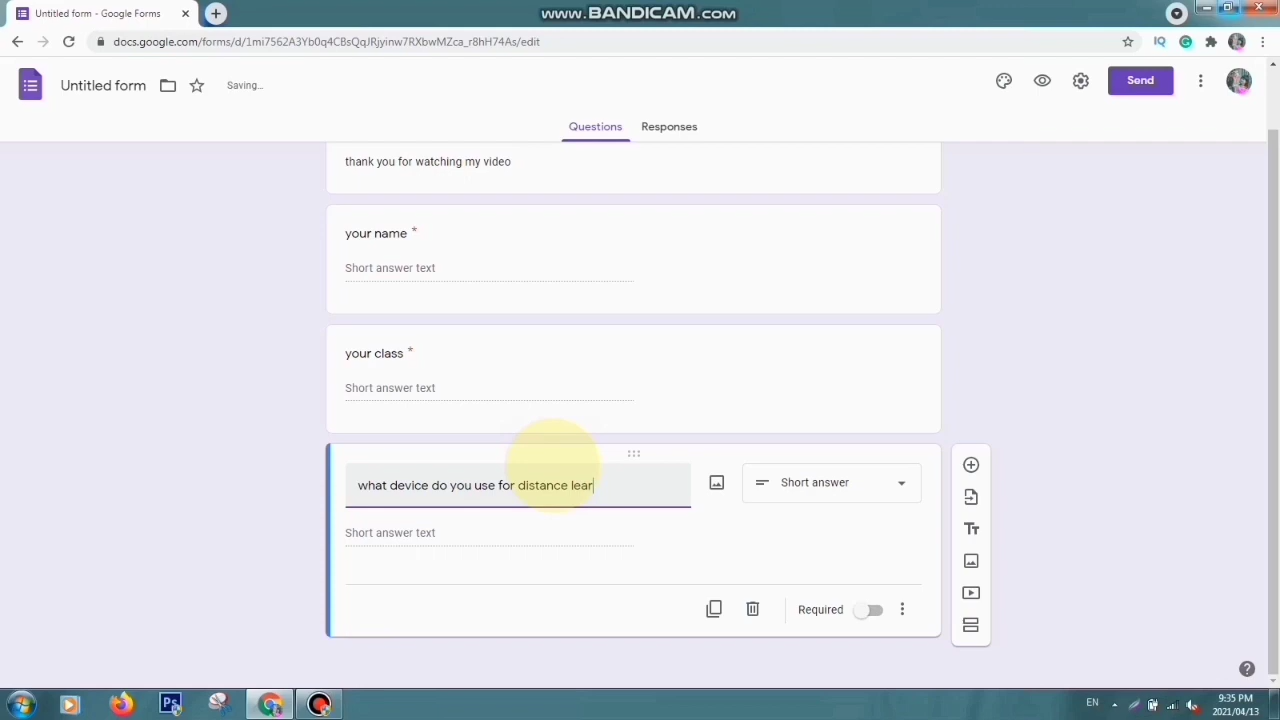 Untitled form - Google Forms
www.BANDICAM.com
docs.google.com/forms/d/1mi7562A3Yb0q4CBsQqJRjyinw7RXbwMZca_r8hH74As/edit
Untitled form
Saving...
Send
Questions
Responses
thank you for watching my video
your name *
Short answer text
your class *
Short answer text
what device do you use for distance lear
Short answer
Short answer text
Required
EN
9:35 PM
2021/04/13